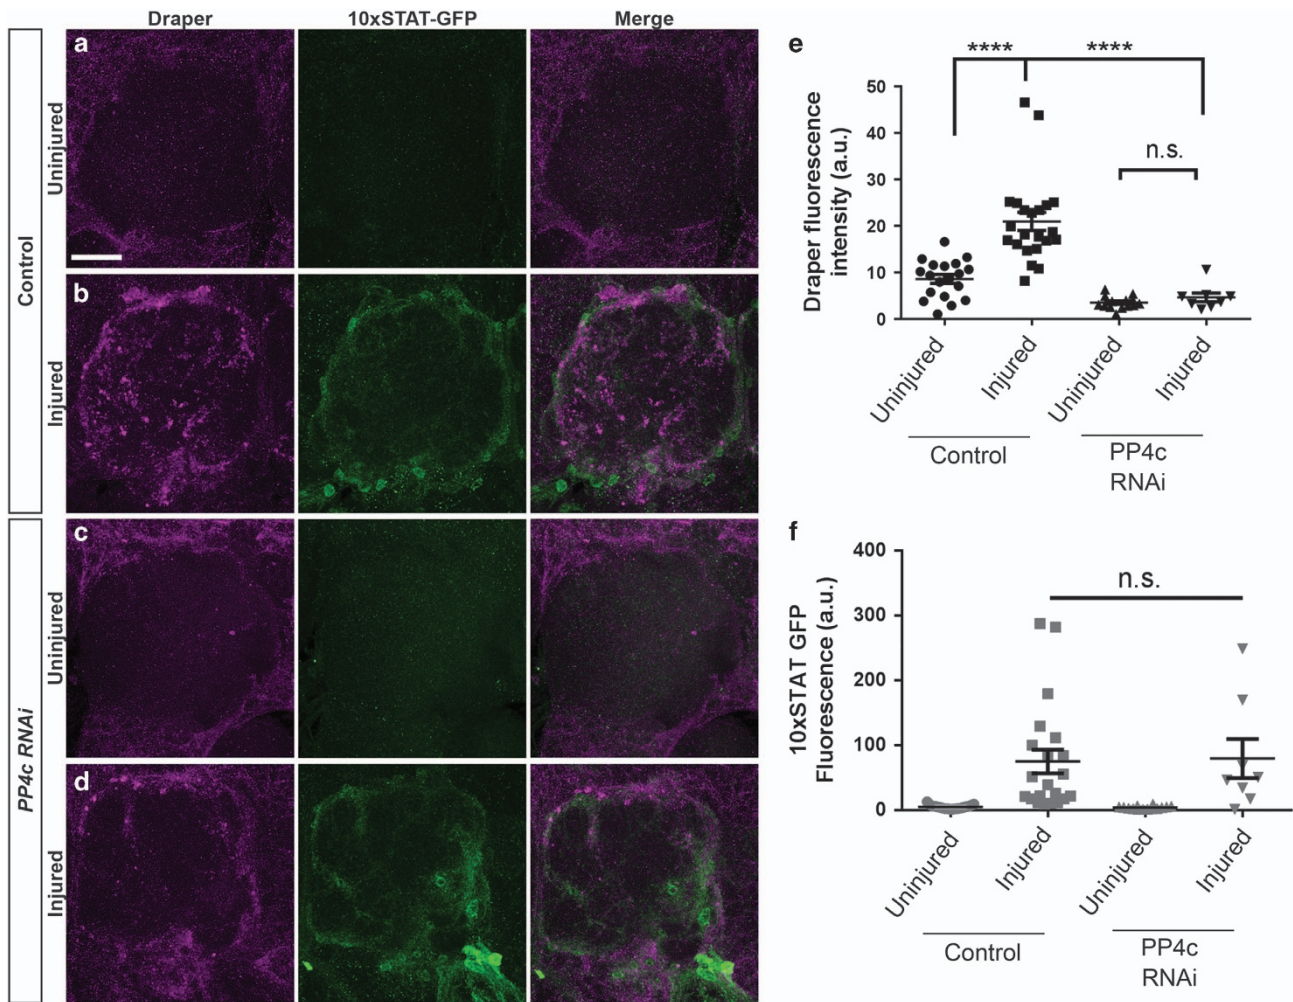 Draper 10xSTAT-GFP Merge
Control
Uninjured
a
Injured
b
PP4c RNAi
Uninjured
c
Injured
d
e
**** ****
n.s.
Draper fluorescence
intensity (a.u.)
50
40
30
20
10
0
Uninjured Injured Uninjured Injured
Control PP4c
RNAi
f
n.s.
10xSTAT GFP
Fluorescence (a.u.)
400
300
200
100
0
Uninjured Injured Uninjured Injured
Control PP4c
RNAi